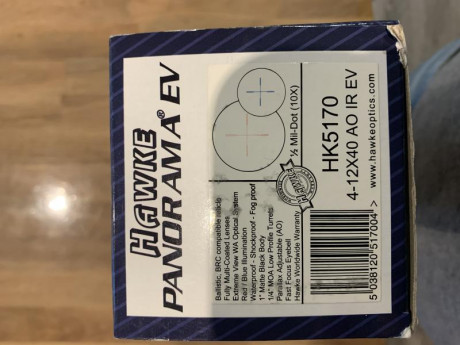 HAWKE®
PANORAMA EV
½ Mil-Dot (10X)
HK5170
4-12X40 AO IR EV
www.hawkeoptics.com
Ballistic, BRC compatible reticle
Fully Multi-Coated Lenses
Extreme View WA Optical System
Red / Blue Illumination
Waterproof - Shockproof - Fog proof
1" Matte Black Body
1/4" MOA Low Profile Turrets
Parallax Adjustable (AO)
Fast Focus Eyebell
Hawke Worldwide Warranty
5 036120 517004 >